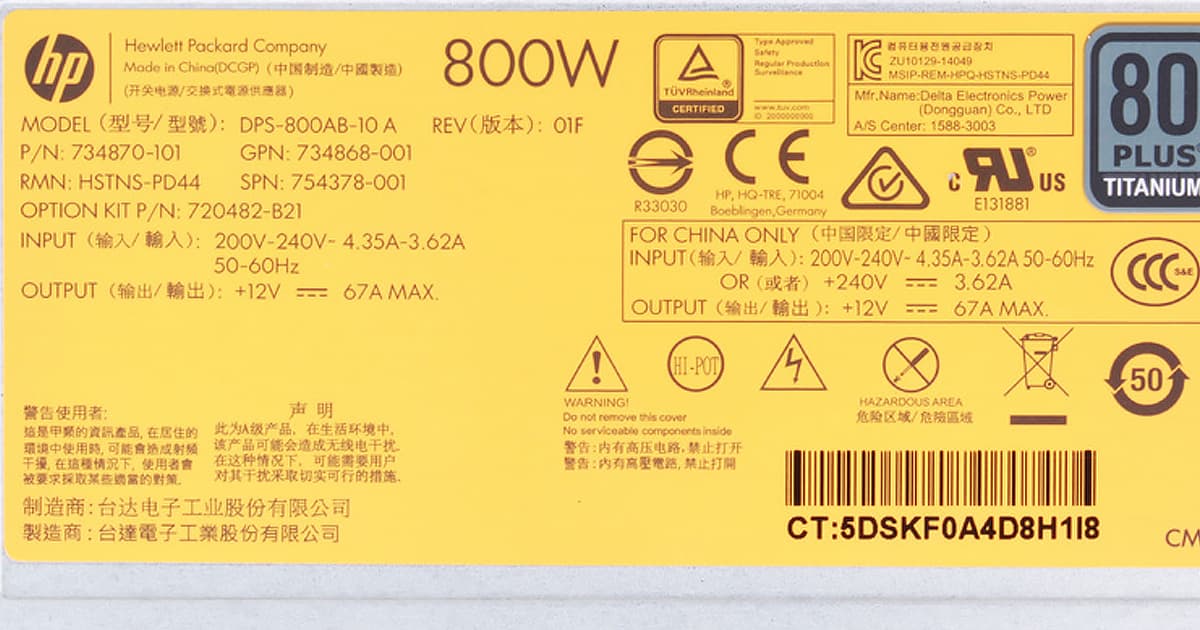 hp
Hewlett Packard Company
Made in China(DCGP) (中国制造/中國製造)
(开关电源/交換式電源供應器)
800W
MODEL (型号/ 型號): DPS-800AB-10 A REV(版本): 01F
P/N: 734870-101 GPN: 734868-001
RMN: HSTNS-PD44 SPN: 754378-001
OPTION KIT P/N: 720482-B21
INPUT (输入/ 輸入): 200V-240V~ 4.35A-3.62A
50-60Hz
OUTPUT (输出/ 輸出): +12V ⎓ 67A MAX.
TÜVRheinland®
CERTIFIED
Type Approved
Safety
Regular Production
Surveillance
www.tuv.com
ID 2000000000
컴퓨터용전원공급장치
ZU10129-14049
MSIP-REM-HPQ-HSTNS-PD44
Mfr.Name:Delta Electronics Power
(Dongguan) Co., LTD
A/S Center: 1588-3003
80
PLUS®
TITANIUM
R33030
CE
HP, HQ-TRE, 71004
Boeblingen,Germany
c RU® US
E131881
FOR CHINA ONLY (中国限定/ 中國限定)
INPUT(输入/ 輸入): 200V-240V~ 4.35A-3.62A 50-60Hz
OR (或者) +240V ⎓ 3.62A
OUTPUT (输出/ 輸出): +12V ⎓ 67A MAX.
CCC S&E
HI-POT
50
WARNING!
Do not remove this cover
No serviceable components inside
警告:内有高压电路,禁止打开
警告:內有高壓電路,禁止打開
HAZARDOUS AREA
危险区域/ 危險區域
警告使用者:
這是甲類的資訊產品, 在居住的
環境中使用時, 可能會造成射頻
干擾, 在這種情況下, 使用者會
被要求採取某些適當的對策.
声 明
此为A级产品, 在生活环境中,
该产品可能会造成无线电干扰.
在这种情况下, 可能需要用户
对其干扰采取切实可行的措施.
制造商: 台达电子工业股份有限公司
製造商: 台達電子工業股份有限公司
CT:5DSKF0A4D8H1I8
CM